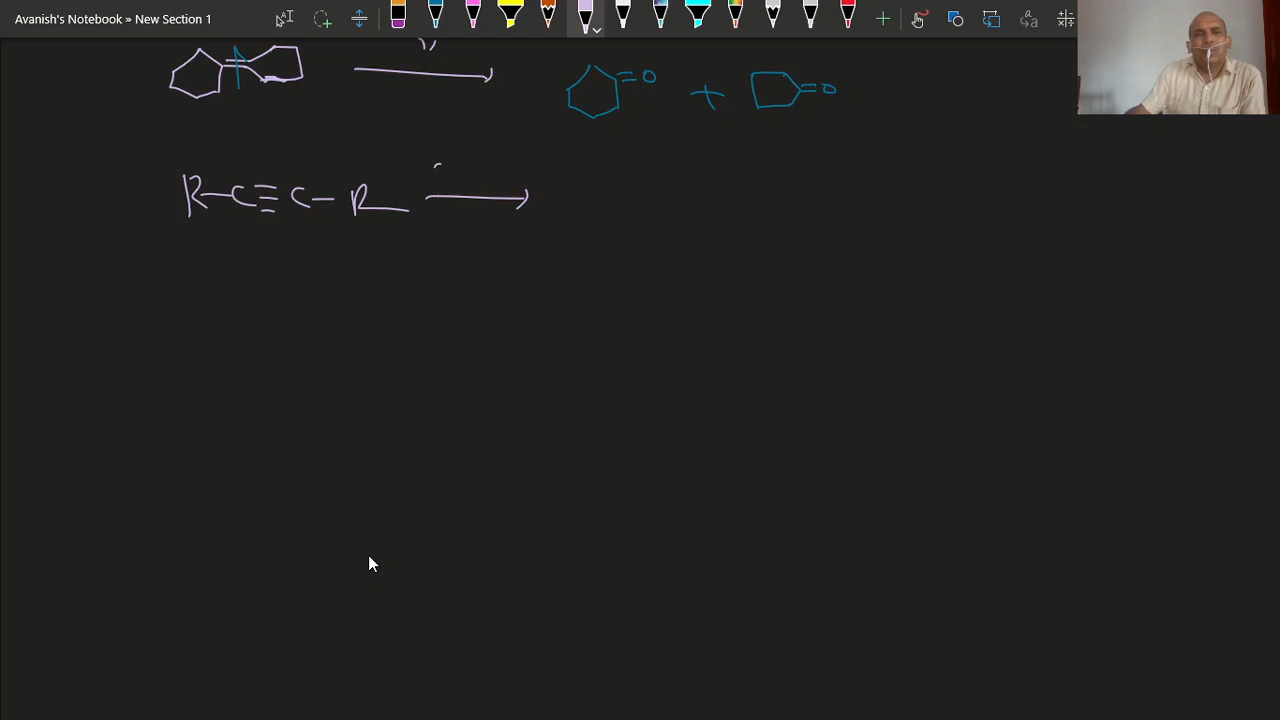 Avanish's Notebook » New Section 1
=O + =O
R-C≡C-R